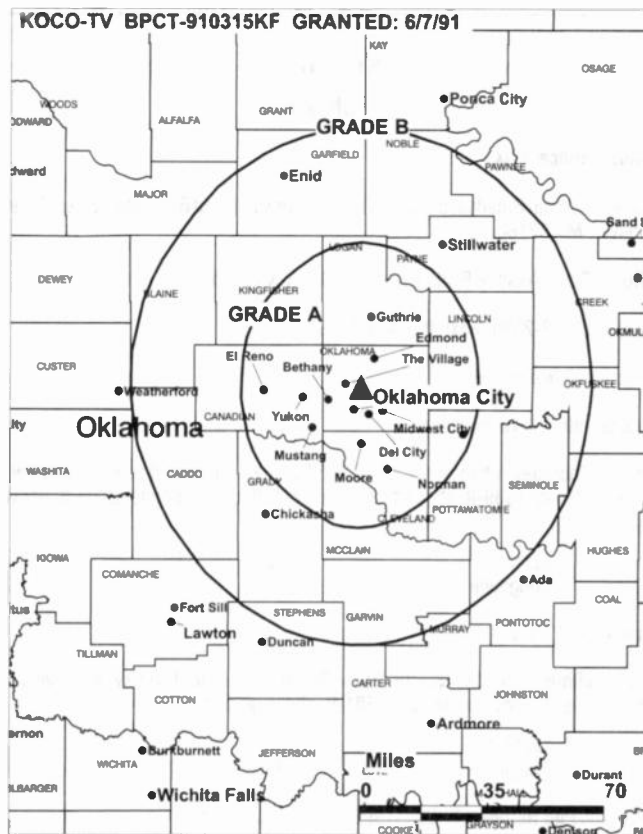 KOCO-TV BPCT-910315KF GRANTED: 6/7/91
KAY
OSAGE
WOODS
Ponca City
GRANT
ALFALFA
GRADE B
NOBLE
GARFIELD
PAWNEE
dward
Enid
MAJOR
Sand
LOGAN
Stillwater
PAYNE
DEWEY
KINGFISHER
BLAINE
CREEK
GRADE A
Guthrie
LINCOLN
OKMUL
Edmond
El Reno
OKLAHOMA
The Village
CUSTER
Bethany
OKFUSKEE
Weatherford
Oklahoma City
Yukon
CANADIAN
Oklahoma
Midwest City
Mustang
Del City
WASHITA
CADDO
Moore
Norman
GRADY
SEMINOLE
POTTAWATOMIE
Chickasha
CLEVELAND
MCCLAIN
HUGHES
KIOWA
COMANCHE
Ada
COAL
Fort Sill
STEPHENS
GARVIN
PONTOTOC
Lawton
MURRAY
Duncan
TILLMAN
CARTER
COTTON
JOHNSTON
Ardmore
ernon
Burkburnett
WICHITA
JEFFERSON
Miles
Durant
Wichita Falls
0 35 70
COOKE
GRAYSON
Denison